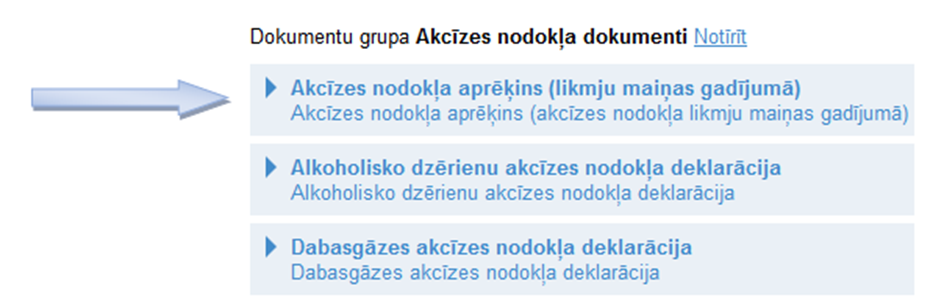 Dokumentu grupa Akcīzes nodokļa dokumenti Notīrīt
Akcīzes nodokļa aprēķins (likmju maiņas gadījumā)
Akcīzes nodokļa aprēķins (akcīzes nodokļa likmju maiņas gadījumā)
Alkoholisko dzērienu akcīzes nodokļa deklarācija
Alkoholisko dzērienu akcīzes nodokļa deklarācija
Dabasgāzes akcīzes nodokļa deklarācija
Dabasgāzes akcīzes nodokļa deklarācija